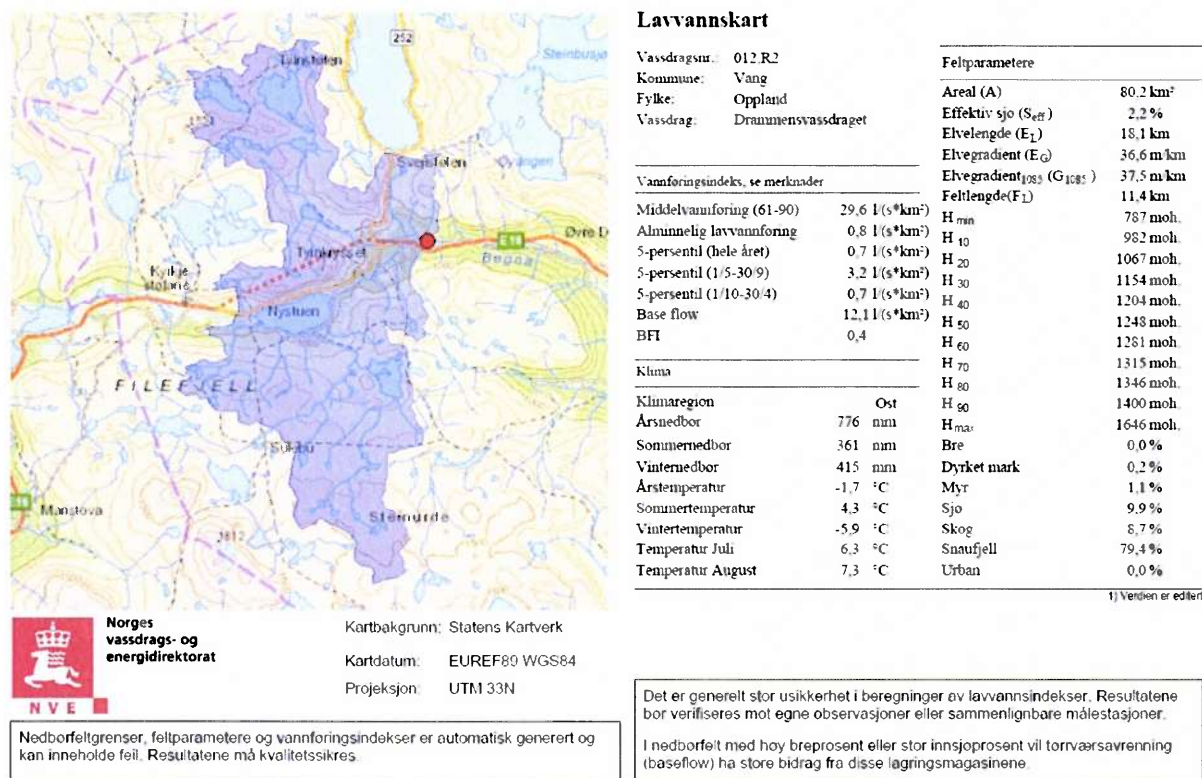 252
Steinbusjø
Tvinstølen
Sveistølen
Tvinkrysset
E16
Øvre D
Begna
Kyrkje
stølane
Nystuen
FILEFJELL
Sulebu
Maristova
Steinurde
Norges
vassdrags- og
energidirektorat
NVE
Kartbakgrunn: Statens Kartverk
Kartdatum: EUREF89 WGS84
Projeksjon: UTM 33N
Nedbørfeltgrenser, feltparametere og vannføringsindekser er automatisk generert og
kan inneholde feil. Resultatene må kvalitetssikres.
Lavvannskart
Vassdragsnr.: 012.R2
Kommune: Vang
Fylke: Oppland
Vassdrag: Drammensvassdraget
Vannføringsindeks, se merknader
Middelvannføring (61-90) 29,6 l/(s*km²)
Alminnelig lavvannføring 0,8 l/(s*km²)
5-persentil (hele året) 0,7 l/(s*km²)
5-persentil (1/5-30/9) 3,2 l/(s*km²)
5-persentil (1/10-30/4) 0,7 l/(s*km²)
Base flow 12,1 l/(s*km²)
BFI 0,4
Klima
Klimaregion Ost
Årsnedbør 776 mm
Sommernedbør 361 mm
Vinternedbør 415 mm
Årstemperatur -1,7 °C
Sommertemperatur 4,3 °C
Vintertemperatur -5,9 °C
Temperatur Juli 6,3 °C
Temperatur August 7,3 °C
Feltparametere
Areal (A) 80,2 km²
Effektiv sjø (Seff) 2,2 %
Elvelengde (EL) 18,1 km
Elvegradient (EG) 36,6 m/km
Elvegradient1085 (G1085) 37,5 m/km
Feltlengde(FL) 11,4 km
H min 787 moh.
H 10 982 moh.
H 20 1067 moh.
H 30 1154 moh.
H 40 1204 moh.
H 50 1248 moh.
H 60 1281 moh.
H 70 1315 moh.
H 80 1346 moh.
H 90 1400 moh.
H max 1646 moh.
Bre 0,0 %
Dyrket mark 0,2 %
Myr 1,1 %
Sjø 9,9 %
Skog 8,7 %
Snaufjell 79,4 %
Urban 0,0 %
1) Verdien er editert
Det er generelt stor usikkerhet i beregninger av lavvannsindekser. Resultatene
bør verifiseres mot egne observasjoner eller sammenlignbare målestasjoner.
I nedbørfelt med høy breprosent eller stor innsjøprosent vil tørrværsavrenning
(baseflow) ha store bidrag fra disse lagringsmagasinene.